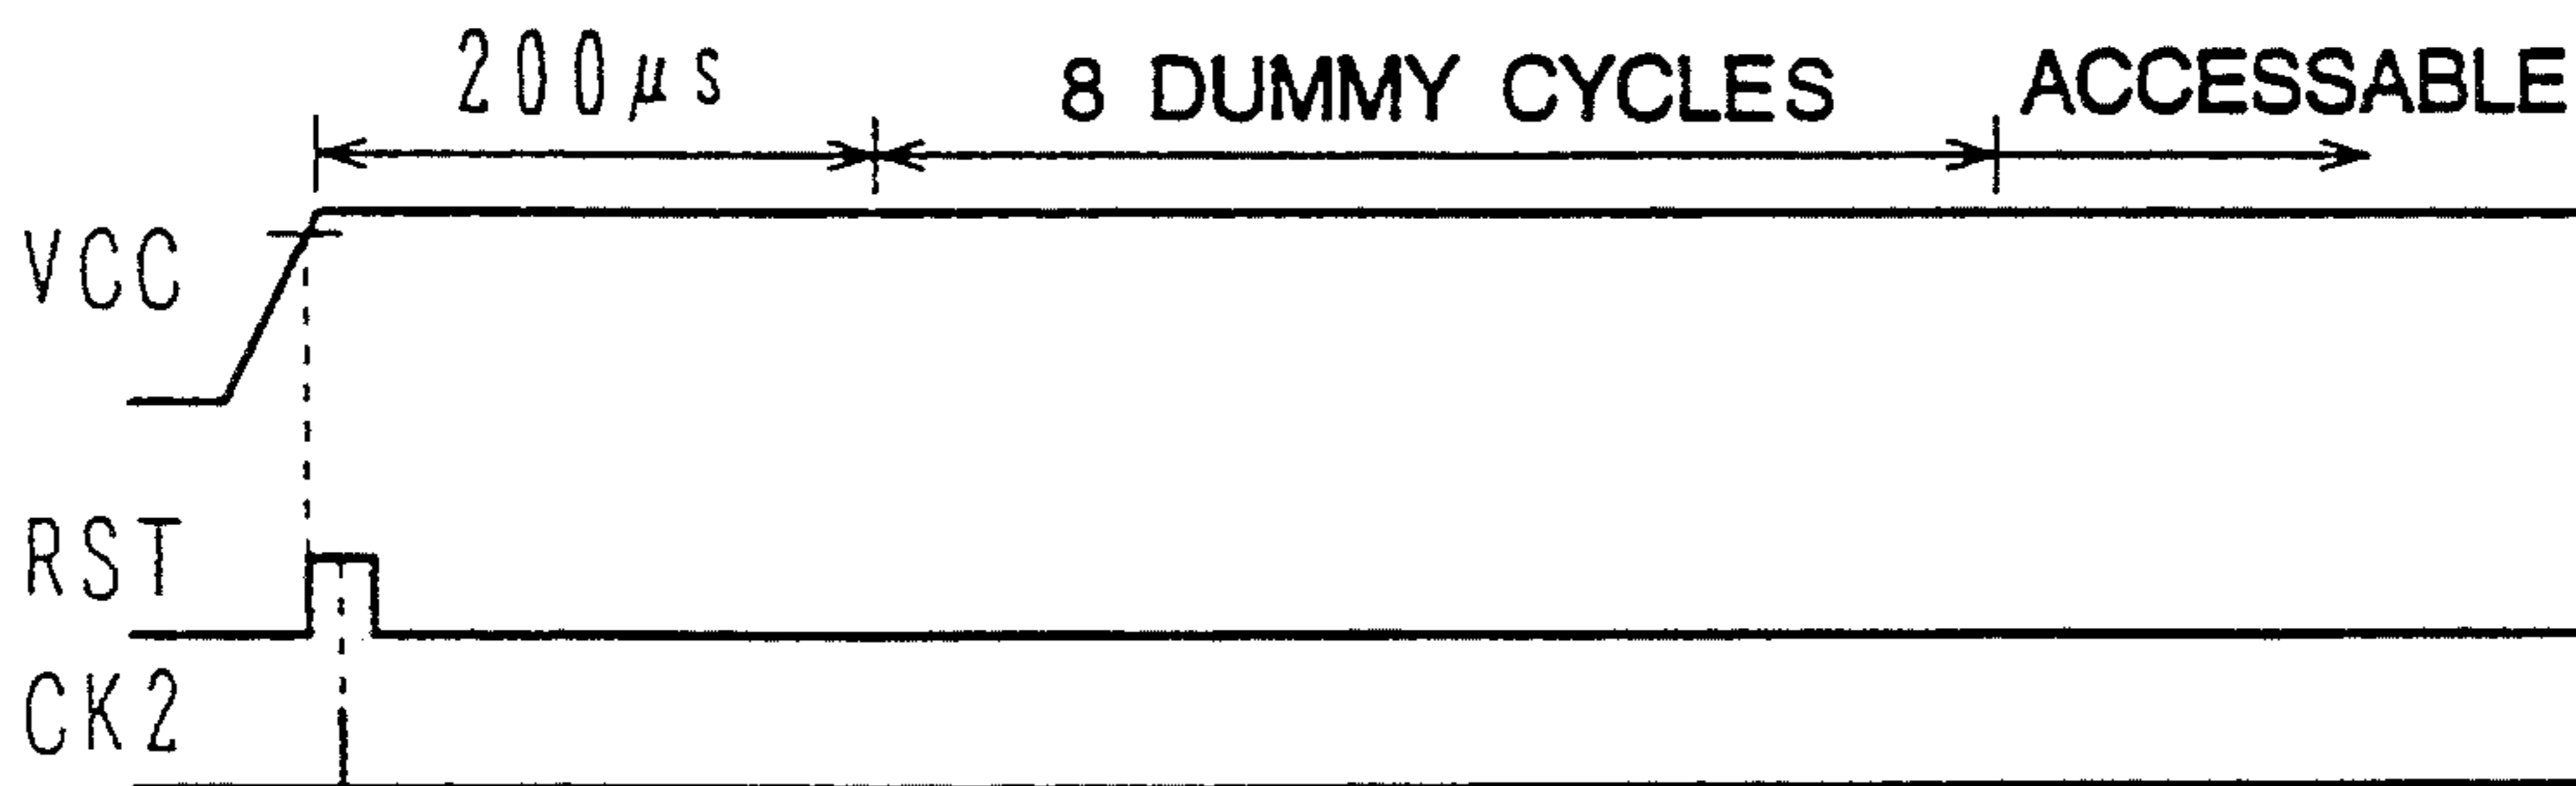 200μs 8 DUMMY CYCLES ACCESSABLE
VCC
RST
CK2